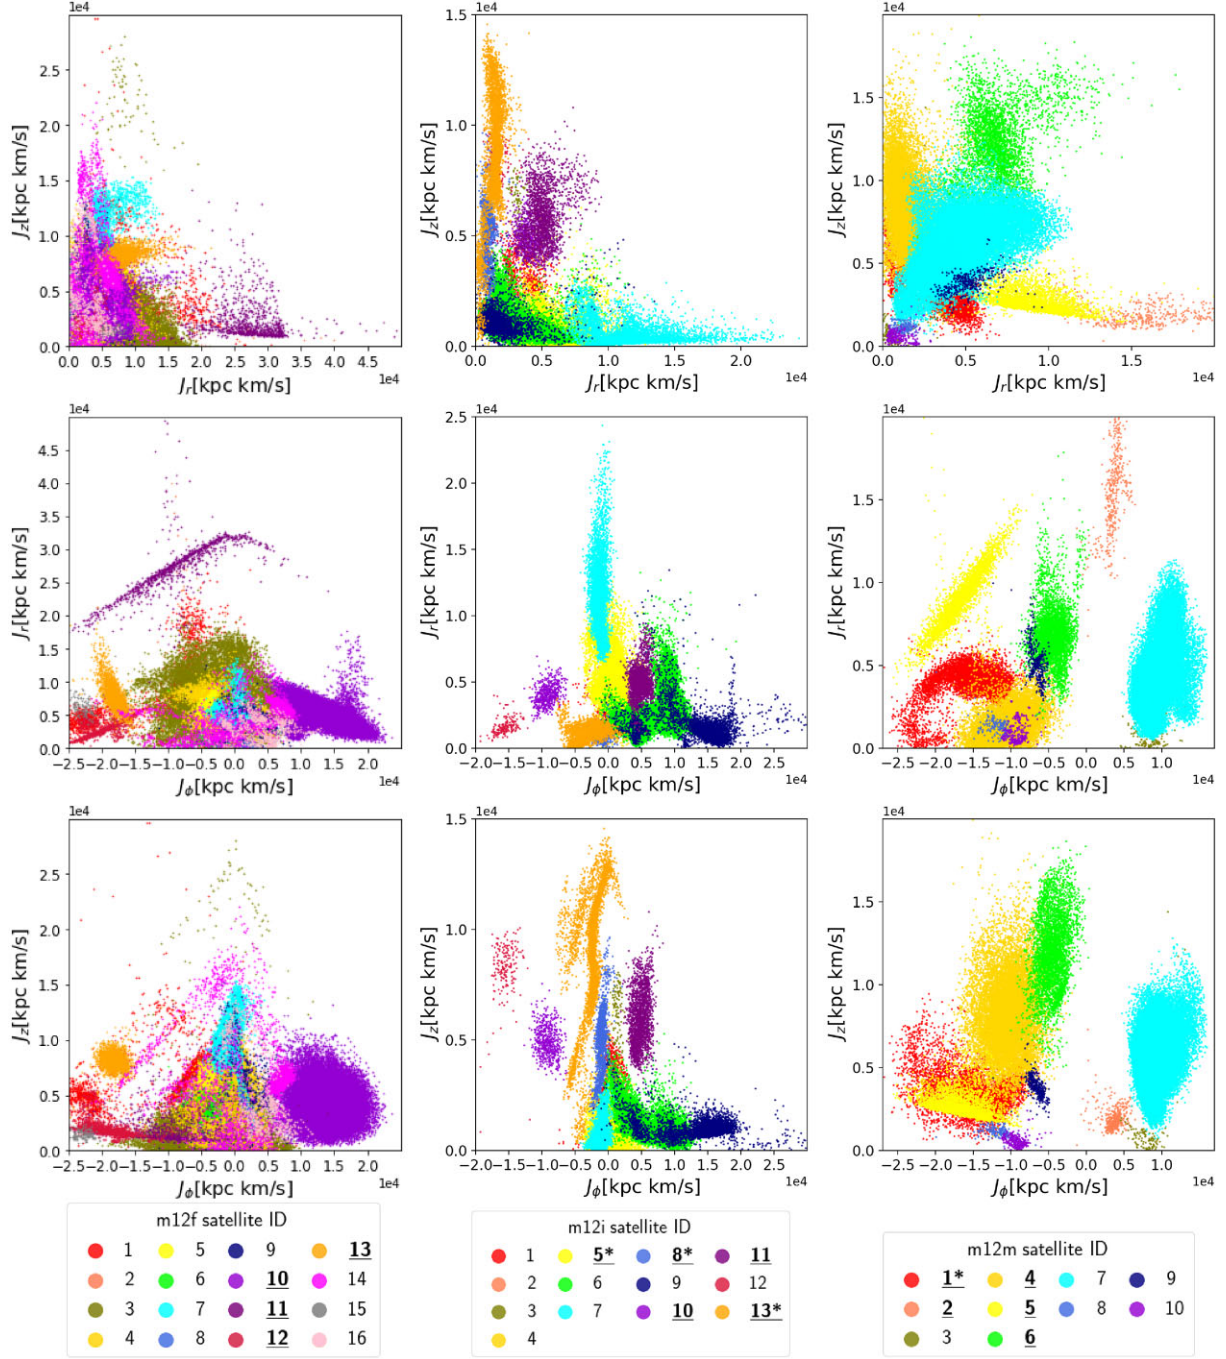 1e4
1e4
1e4
2.5
2.0
1.5
1.0
0.5
0.0
J_z[kpc km/s]
0.0 0.5 1.0 1.5 2.0 2.5 3.0 3.5 4.0 4.5
J_r[kpc km/s]
1e4
1.5
1.0
0.5
0.0
J_z[kpc km/s]
0.0 0.5 1.0 1.5 2.0 2.5
J_r[kpc km/s]
1e4
1.5
1.0
0.5
0.0
J_z[kpc km/s]
0.0 0.5 1.0 1.5
J_r[kpc km/s]
1e4
1e4
1e4
1e4
4.5
4.0
3.5
3.0
2.5
2.0
1.5
1.0
0.5
0.0
J_r[kpc km/s]
−2.5 −2.0 −1.5 −1.0 −0.5 0.0 0.5 1.0 1.5 2.0
J_ϕ[kpc km/s]
1e4
2.5
2.0
1.5
1.0
0.5
0.0
J_r[kpc km/s]
−2.0 −1.5 −1.0 −0.5 0.0 0.5 1.0 1.5 2.0 2.5
J_ϕ[kpc km/s]
1e4
1.5
1.0
0.5
0.0
J_r[kpc km/s]
−2.5 −2.0 −1.5 −1.0 −0.5 0.0 0.5 1.0
J_ϕ[kpc km/s]
1e4
1e4
1e4
1e4
2.5
2.0
1.5
1.0
0.5
0.0
J_z[kpc km/s]
−2.5 −2.0 −1.5 −1.0 −0.5 0.0 0.5 1.0 1.5 2.0
J_ϕ[kpc km/s]
1e4
1.5
1.0
0.5
0.0
J_z[kpc km/s]
−2.0 −1.5 −1.0 −0.5 0.0 0.5 1.0 1.5 2.0 2.5
J_ϕ[kpc km/s]
1e4
1.5
1.0
0.5
0.0
J_z[kpc km/s]
−2.5 −2.0 −1.5 −1.0 −0.5 0.0 0.5 1.0
J_ϕ[kpc km/s]
1e4
m12f satellite ID
1 5 9 13
2 6 10 14
3 7 11 15
4 8 12 16
m12i satellite ID
1 5* 8* 11
2 6 9 12
3 7 10 13*
4
m12m satellite ID
1* 4 7 9
2 5 8 10
3 6